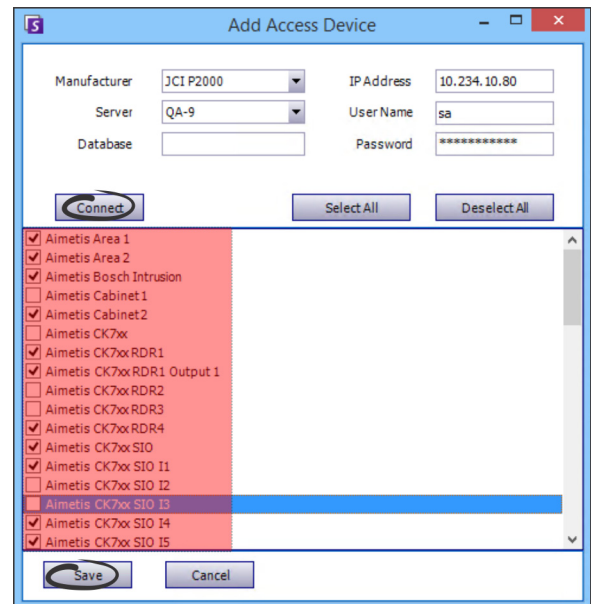 S Add Access Device
Manufacturer JCI P2000 IP Address 10.234.10.80
Server QA-9 User Name sa
Database Password ***********
Connect Select All Deselect All
Aimetis Area 1
Aimetis Area 2
Aimetis Bosch Intrusion
Aimetis Cabinet1
Aimetis Cabinet2
Aimetis CK7xx
Aimetis CK7xx RDR1
Aimetis CK7xx RDR1 Output 1
Aimetis CK7xx RDR2
Aimetis CK7xx RDR3
Aimetis CK7xx RDR4
Aimetis CK7xx SIO
Aimetis CK7xx SIO I1
Aimetis CK7xx SIO I2
Aimetis CK7xx SIO I3
Aimetis CK7xx SIO I4
Aimetis CK7xx SIO I5
Save Cancel